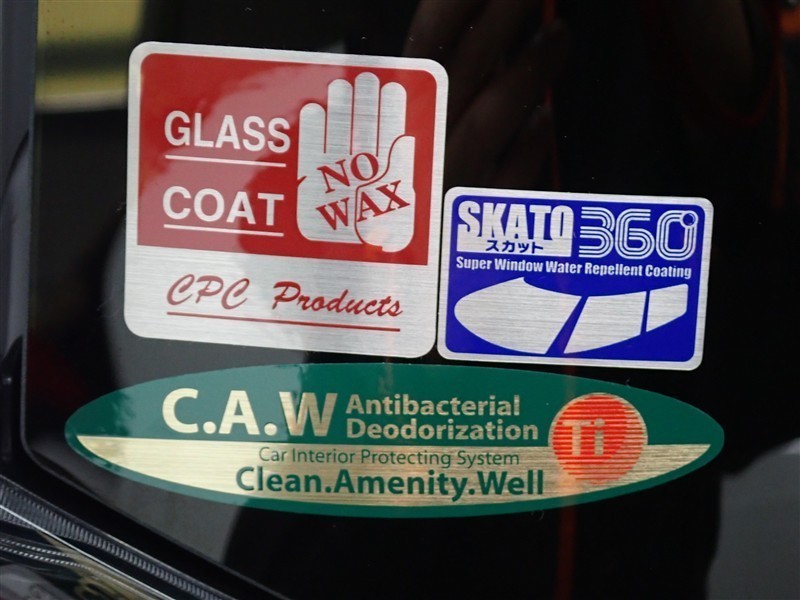 GLASS
COAT
NO
WAX
CPC Products
SKATO 360°
スカット
Super Window Water Repellent Coating
C.A.W Antibacterial
Deodorization
Ti
Car Interior Protecting System
Clean.Amenity.Well